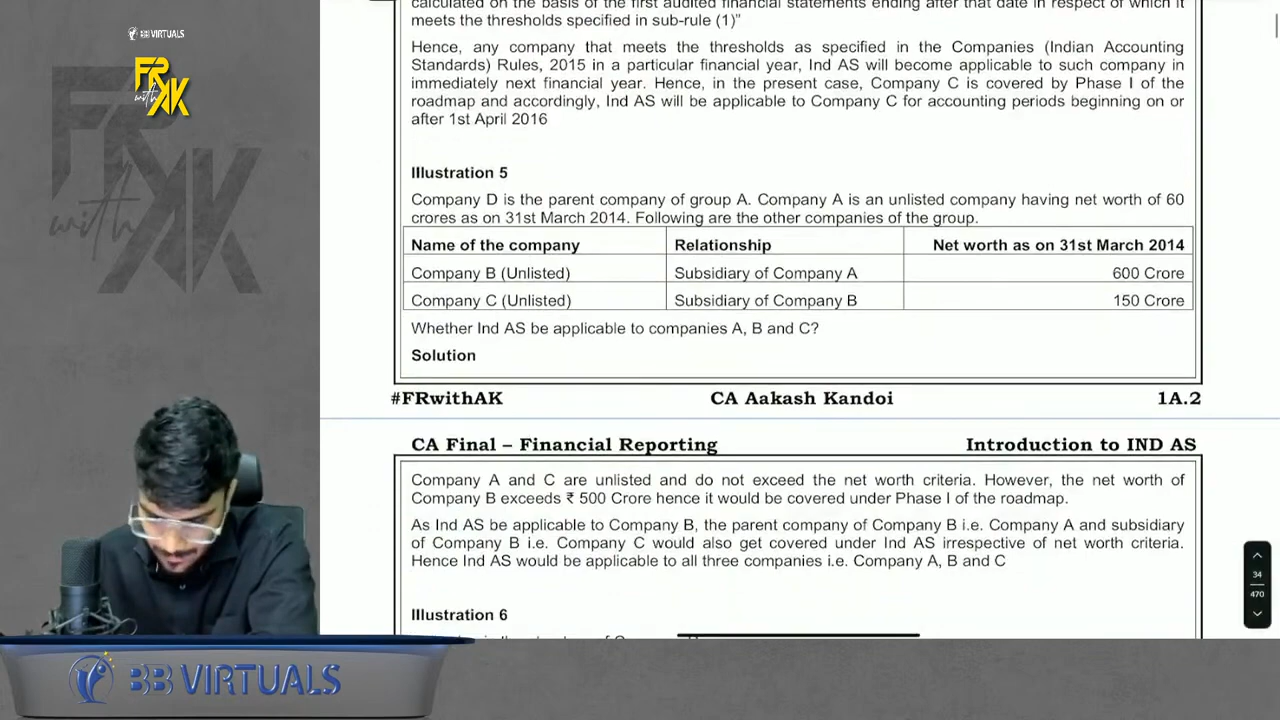 calculated on the basis of the first audited financial statements ending after that date in respect of which it
meets the thresholds specified in sub-rule (1)”
Hence, any company that meets the thresholds as specified in the Companies (Indian Accounting
Standards) Rules, 2015 in a particular financial year, Ind AS will become applicable to such company in
immediately next financial year. Hence, in the present case, Company C is covered by Phase I of the
roadmap and accordingly, Ind AS will be applicable to Company C for accounting periods beginning on or
after 1st April 2016
Illustration 5
Company D is the parent company of group A. Company A is an unlisted company having net worth of 60
crores as on 31st March 2014. Following are the other companies of the group.
Name of the company Relationship Net worth as on 31st March 2014
Company B (Unlisted) Subsidiary of Company A 600 Crore
Company C (Unlisted) Subsidiary of Company B 150 Crore
Whether Ind AS be applicable to companies A, B and C?
Solution
#FRwithAK CA Aakash Kandoi 1A.2
CA Final – Financial Reporting Introduction to IND AS
Company A and C are unlisted and do not exceed the net worth criteria. However, the net worth of
Company B exceeds ₹ 500 Crore hence it would be covered under Phase I of the roadmap.
As Ind AS be applicable to Company B, the parent company of Company B i.e. Company A and subsidiary
of Company B i.e. Company C would also get covered under Ind AS irrespective of net worth criteria.
Hence Ind AS would be applicable to all three companies i.e. Company A, B and C
Illustration 6
34
470
BB VIRTUALS
FR
with AK
FR
with AK
BB VIRTUALS